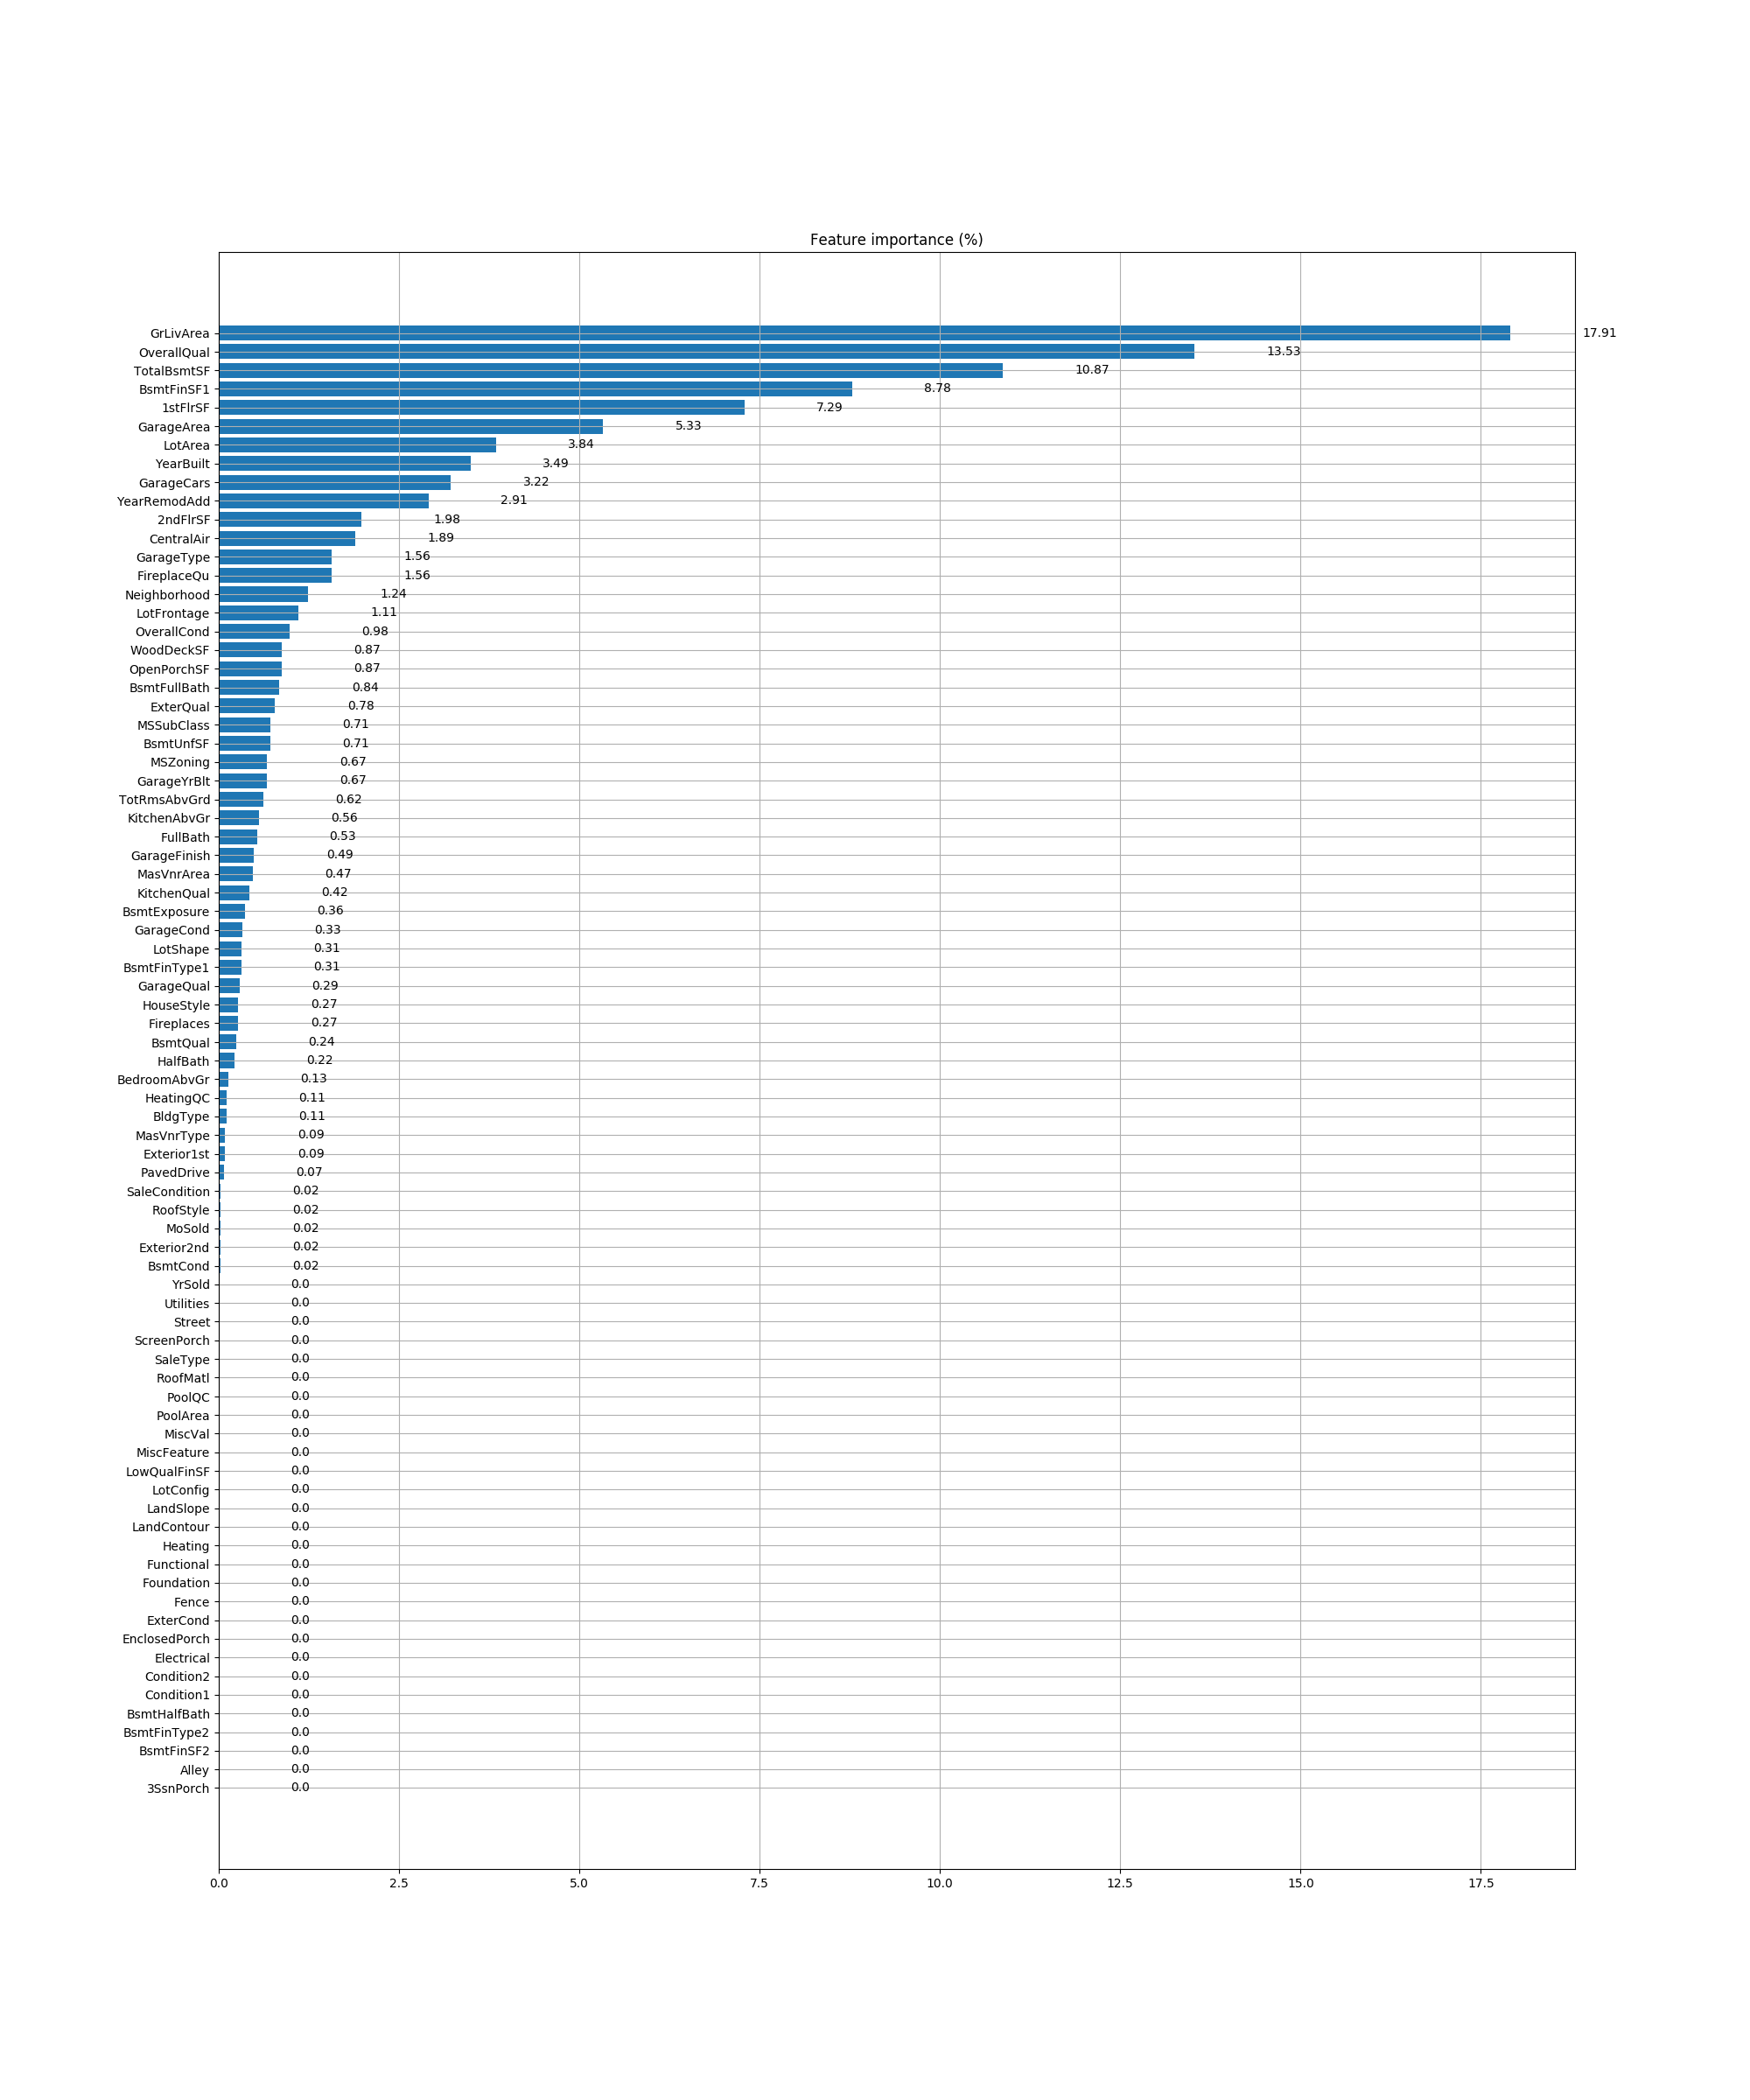 Feature importance (%)
GrLivArea 17.91
OverallQual 13.53
TotalBsmtSF 10.87
BsmtFinSF1 8.78
1stFlrSF 7.29
GarageArea 5.33
LotArea 3.84
YearBuilt 3.49
GarageCars 3.22
YearRemodAdd 2.91
2ndFlrSF 1.98
CentralAir 1.89
GarageType 1.56
FireplaceQu 1.56
Neighborhood 1.24
LotFrontage 1.11
OverallCond 0.98
WoodDeckSF 0.87
OpenPorchSF 0.87
BsmtFullBath 0.84
ExterQual 0.78
MSSubClass 0.71
BsmtUnfSF 0.71
MSZoning 0.67
GarageYrBlt 0.67
TotRmsAbvGrd 0.62
KitchenAbvGr 0.56
FullBath 0.53
GarageFinish 0.49
MasVnrArea 0.47
KitchenQual 0.42
BsmtExposure 0.36
GarageCond 0.33
LotShape 0.31
BsmtFinType1 0.31
GarageQual 0.29
HouseStyle 0.27
Fireplaces 0.27
BsmtQual 0.24
HalfBath 0.22
BedroomAbvGr 0.13
HeatingQC 0.11
BldgType 0.11
MasVnrType 0.09
Exterior1st 0.09
PavedDrive 0.07
SaleCondition 0.02
RoofStyle 0.02
MoSold 0.02
Exterior2nd 0.02
BsmtCond 0.02
YrSold 0.0
Utilities 0.0
Street 0.0
ScreenPorch 0.0
SaleType 0.0
RoofMatl 0.0
PoolQC 0.0
PoolArea 0.0
MiscVal 0.0
MiscFeature 0.0
LowQualFinSF 0.0
LotConfig 0.0
LandSlope 0.0
LandContour 0.0
Heating 0.0
Functional 0.0
Foundation 0.0
Fence 0.0
ExterCond 0.0
EnclosedPorch 0.0
Electrical 0.0
Condition2 0.0
Condition1 0.0
BsmtHalfBath 0.0
BsmtFinType2 0.0
BsmtFinSF2 0.0
Alley 0.0
3SsnPorch 0.0
0.0 2.5 5.0 7.5 10.0 12.5 15.0 17.5